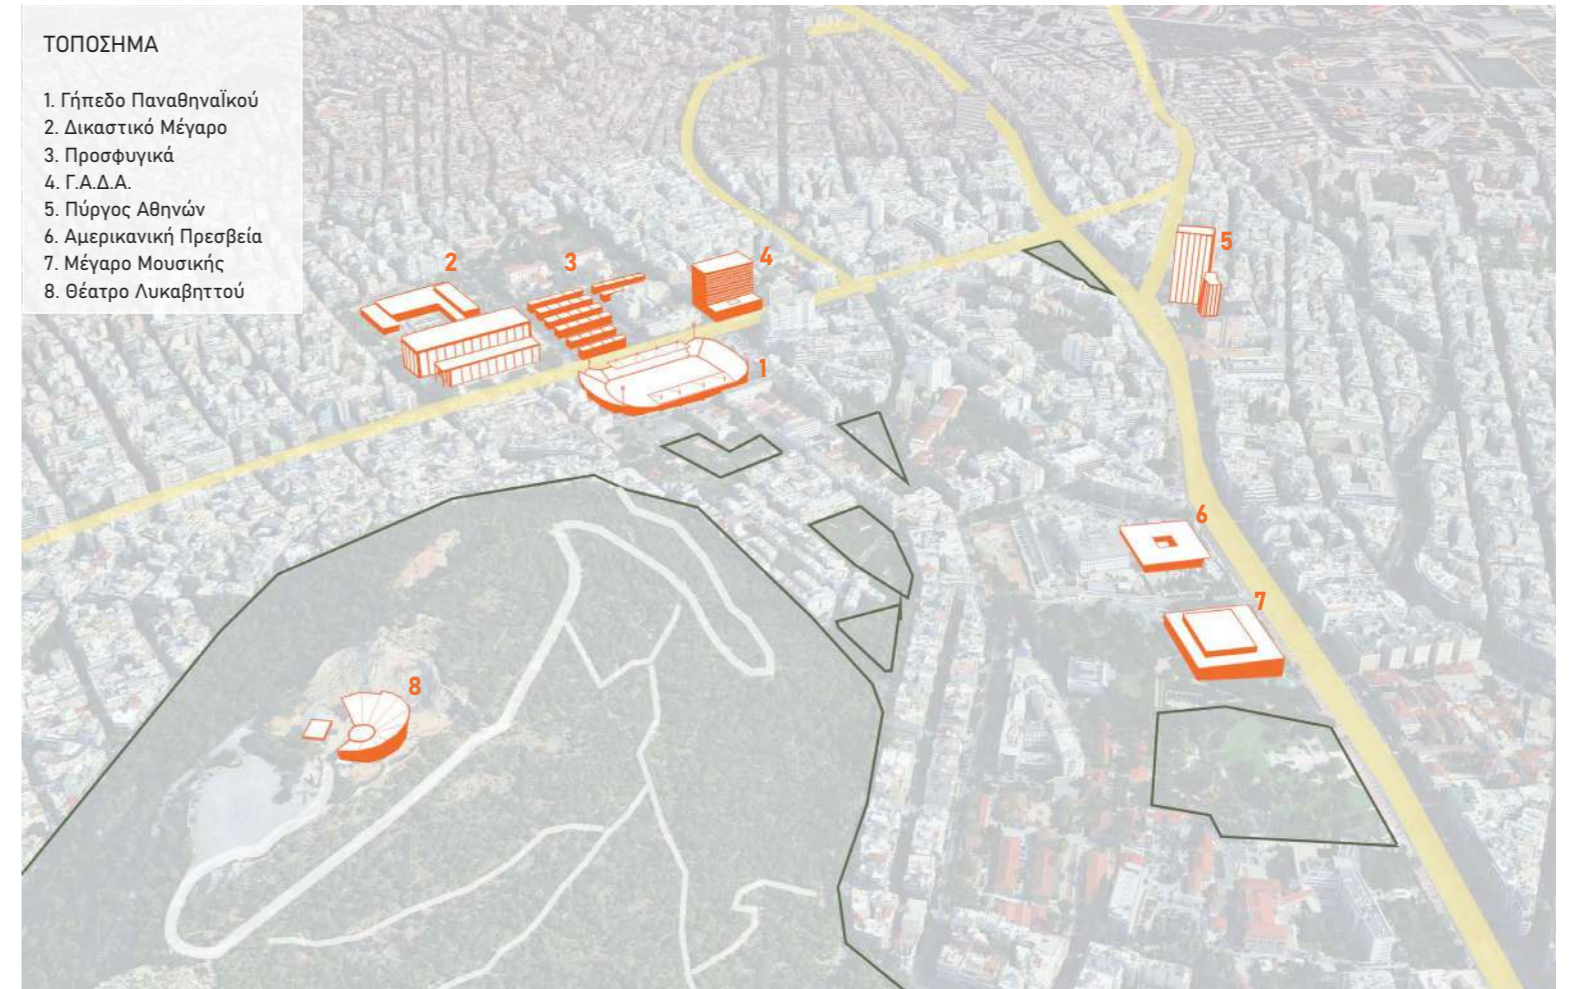 ΤΟΠΟΣΗΜΑ
1. Γήπεδο ΠαναθηναΪκού
2. Δικαστικό Μέγαρο
3. Προσφυγικά
4. Γ.Α.Δ.Α.
5. Πύργος Αθηνών
6. Αμερικανική Πρεσβεία
7. Μέγαρο Μουσικής
8. Θέατρο Λυκαβηττού
2
3
4
5
1
6
7
8